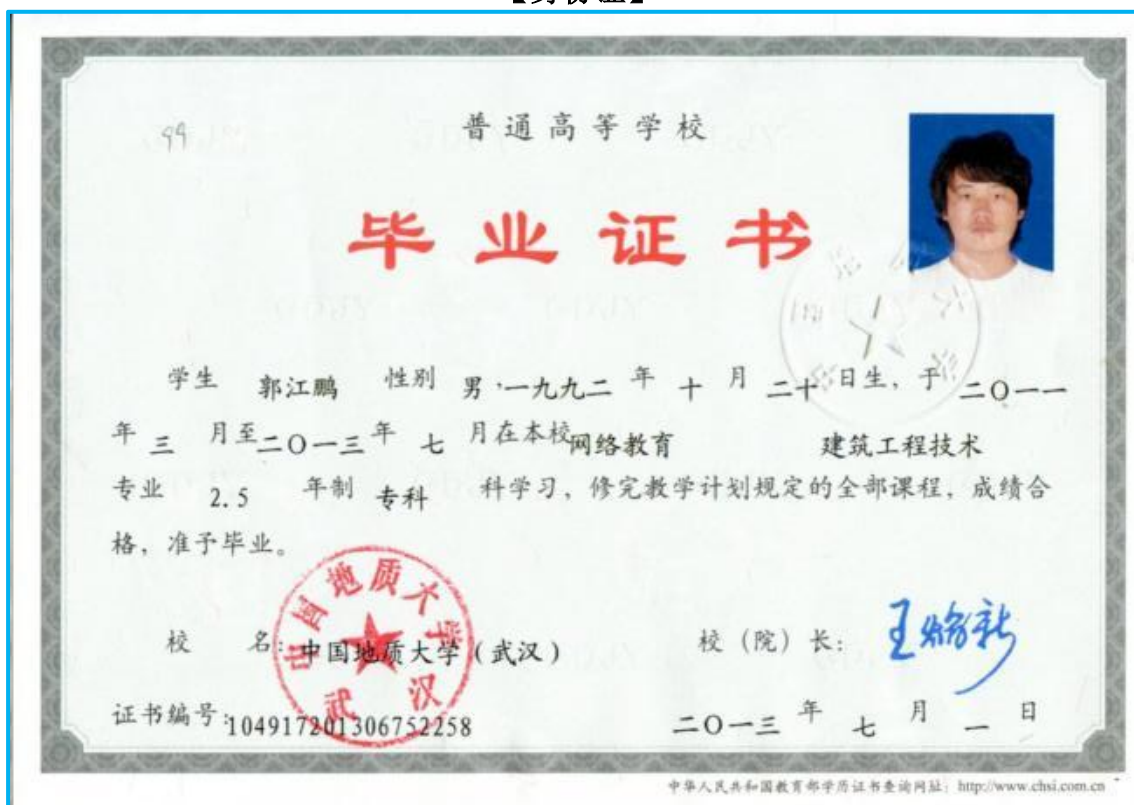 99
普通高等学校
毕业证书
学生 郭江鹏 性别 男,一九九二 年 十 月 二十 日生, 于 二〇一一
年 三 月至 二〇一三 年 七 月在本校 网络教育 建筑工程技术
专业 2.5 年制 专科 科学习, 修完教学计划规定的全部课程, 成绩合
格, 准予毕业。
中国地质大学
武汉
校 名: 中国地质大学(武汉) 校(院)长:
证书编号: 104917201306752258 二〇一三 年 七 月 一 日
中华人民共和国教育部学历证书查询网址: http://www.chsi.com.cn